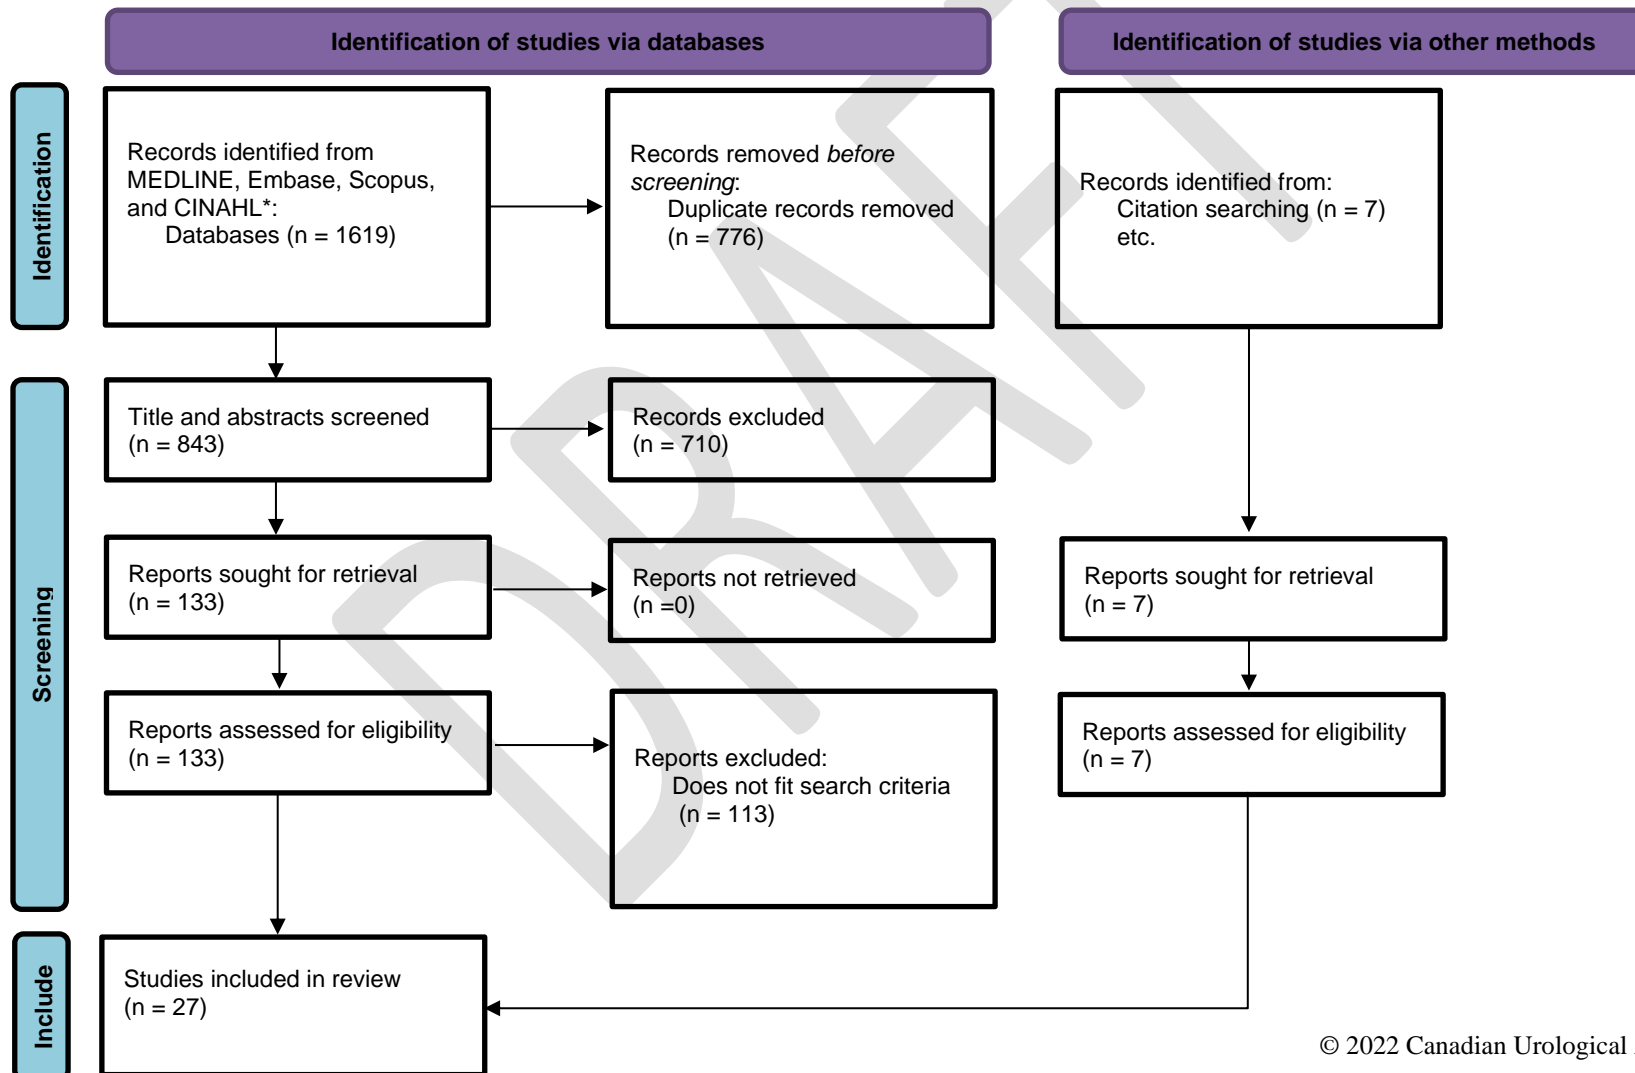 Identification of studies via databases
Identification of studies via other methods
Identification
Records identified from
MEDLINE, Embase, Scopus,
and CINAHL*:
Databases (n = 1619)
Records removed before
screening:
Duplicate records removed
(n = 776)
Records identified from:
Citation searching (n = 7)
etc.
Screening
Title and abstracts screened
(n = 843)
Records excluded
(n = 710)
Reports sought for retrieval
(n = 133)
Reports not retrieved
(n =0)
Reports sought for retrieval
(n = 7)
Reports assessed for eligibility
(n = 133)
Reports excluded:
Does not fit search criteria
(n = 113)
Reports assessed for eligibility
(n = 7)
Include
Studies included in review
(n = 27)
DRAFT
© 2022 Canadian Urological